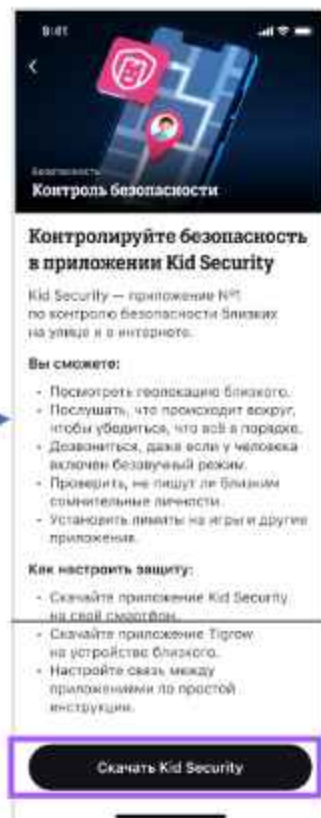 9:41
Безопасность
Контроль безопасности
Контролируйте безопасность
в приложении Kid Security
Kid Security — приложение №1
по контролю безопасности близких
на улице и в интернете.
Вы сможете:
• Посмотреть геолокацию близкого.
• Послушать, что происходит вокруг,
чтобы убедиться, что всё в порядке.
• Дозвониться, даже если у человека
включен беззвучный режим.
• Проверить, не пишут ли близким
сомнительные личности.
• Установить лимиты на игры и другие
приложения.
Как настроить защиту:
• Скачайте приложение Kid Security
на свой смартфон.
• Скачайте приложение Tigrow
на устройство близкого.
• Настройте связь между
приложениями по простой
инструкции.
Скачать Kid Security